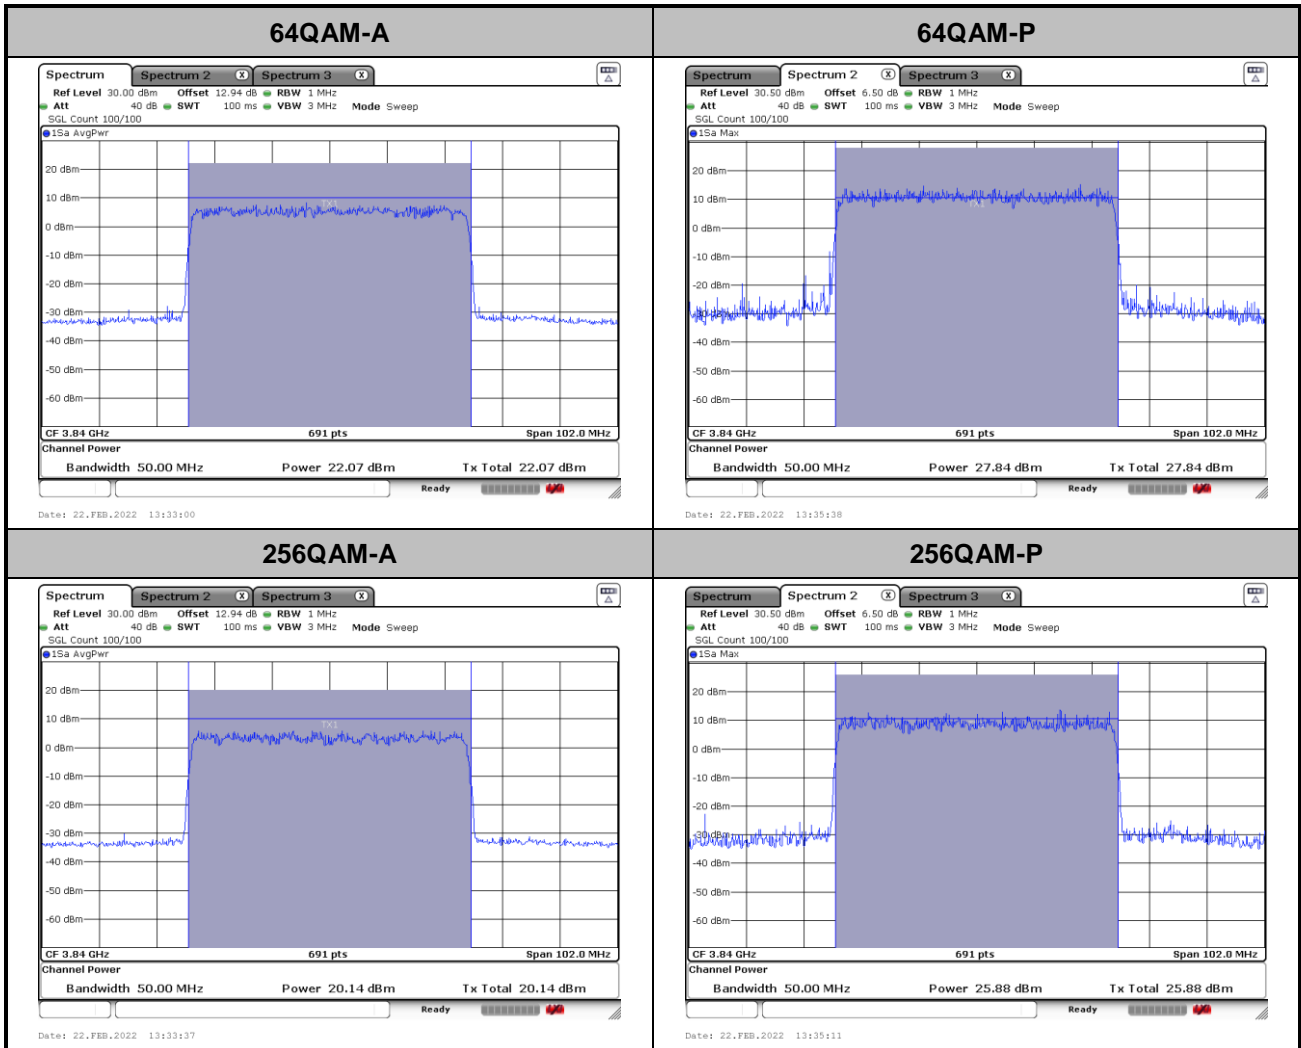 64QAM-A
64QAM-P
Spectrum Spectrum 2 X Spectrum 3 X
Ref Level 30.00 dBm Offset 12.94 dB RBW 1 MHz
Att 40 dB SWT 100 ms VBW 3 MHz Mode Sweep
SGL Count 100/100
1Sa AvgPwr
20 dBm
10 dBm
TX1
0 dBm
-10 dBm
-20 dBm
-30 dBm
-40 dBm
-50 dBm
-60 dBm
CF 3.84 GHz 691 pts Span 102.0 MHz
Channel Power
Bandwidth 50.00 MHz Power 22.07 dBm Tx Total 22.07 dBm
Ready
Date: 22.FEB.2022 13:33:00
Spectrum Spectrum 2 X Spectrum 3 X
Ref Level 30.50 dBm Offset 6.50 dB RBW 1 MHz
Att 40 dB SWT 100 ms VBW 3 MHz Mode Sweep
SGL Count 100/100
1Sa Max
20 dBm
10 dBm
TX1
0 dBm
-10 dBm
-20 dBm
-30 dBm
-40 dBm
-50 dBm
-60 dBm
CF 3.84 GHz 691 pts Span 102.0 MHz
Channel Power
Bandwidth 50.00 MHz Power 27.84 dBm Tx Total 27.84 dBm
Ready
Date: 22.FEB.2022 13:35:38
256QAM-A
256QAM-P
Spectrum Spectrum 2 X Spectrum 3 X
Ref Level 30.00 dBm Offset 12.94 dB RBW 1 MHz
Att 40 dB SWT 100 ms VBW 3 MHz Mode Sweep
SGL Count 100/100
1Sa AvgPwr
20 dBm
10 dBm
TX1
0 dBm
-10 dBm
-20 dBm
-30 dBm
-40 dBm
-50 dBm
-60 dBm
CF 3.84 GHz 691 pts Span 102.0 MHz
Channel Power
Bandwidth 50.00 MHz Power 20.14 dBm Tx Total 20.14 dBm
Ready
Date: 22.FEB.2022 13:33:37
Spectrum Spectrum 2 X Spectrum 3 X
Ref Level 30.50 dBm Offset 6.50 dB RBW 1 MHz
Att 40 dB SWT 100 ms VBW 3 MHz Mode Sweep
SGL Count 100/100
1Sa Max
20 dBm
10 dBm
0 dBm
-10 dBm
-20 dBm
-30 dBm
-40 dBm
-50 dBm
-60 dBm
CF 3.84 GHz 691 pts Span 102.0 MHz
Channel Power
Bandwidth 50.00 MHz Power 25.88 dBm Tx Total 25.88 dBm
Ready
Date: 22.FEB.2022 13:35:11